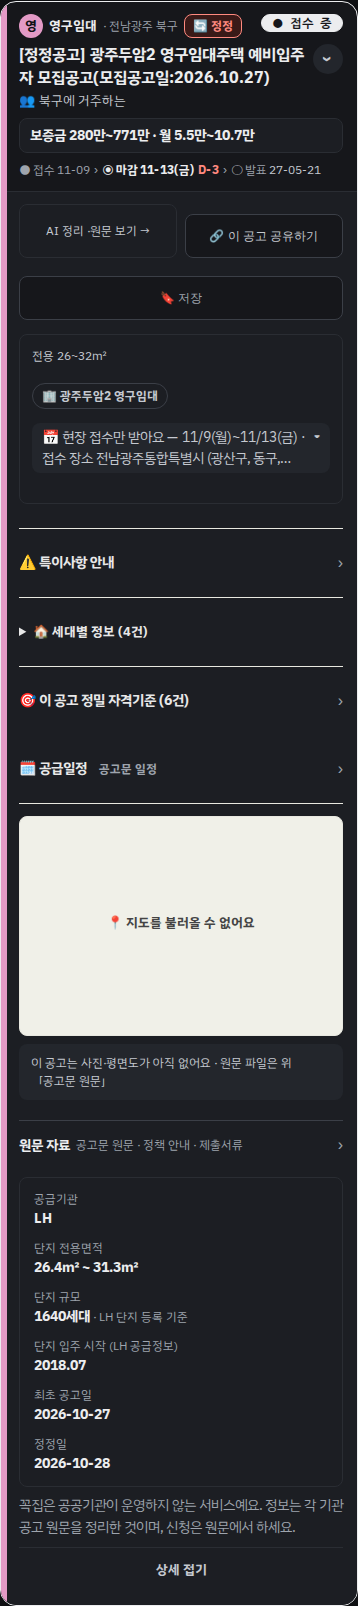 영 영구임대 · 전남광주 북구 🔄 정정 ● 접수 중
[정정공고] 광주두암2 영구임대주택 예비입주
자 모집공고(모집공고일:2026.10.27)
👥 북구에 거주하는
보증금 280만~771만 · 월 5.5만~10.7만
● 접수 11-09 › ◉ 마감 11-13(금) D-3 › ○ 발표 27-05-21
AI 정리 ·원문 보기 →
🔗 이 공고 공유하기
🔖 저장
전용 26~32m²
🏢 광주두암2 영구임대
📅 현장 접수만 받아요 — 11/9(월)~11/13(금) ·
접수 장소 전남광주통합특별시 (광산구, 동구,...
⚠️ 특이사항 안내 ›
▶ 🏠 세대별 정보 (4건)
🎯 이 공고 정밀 자격기준 (6건) ›
🗓️ 공급일정 공고문 일정 ›
📍 지도를 불러올 수 없어요
이 공고는 사진·평면도가 아직 없어요 · 원문 파일은 위
「공고문 원문」
원문 자료 공고문 원문 · 정책 안내 · 제출서류 ›
공급기관
LH
단지 전용면적
26.4m² ~ 31.3m²
단지 규모
1640세대 · LH 단지 등록 기준
단지 입주 시작 (LH 공급정보)
2018.07
최초 공고일
2026-10-27
정정일
2026-10-28
꼭집은 공공기관이 운영하지 않는 서비스예요. 정보는 각 기관
공고 원문을 정리한 것이며, 신청은 원문에서 하세요.
상세 접기